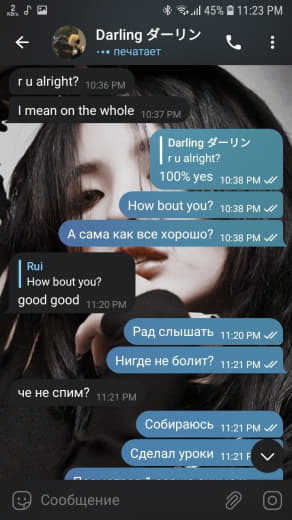 2
KB/s
45%
11:23 PM
Darling ダーリン
печатает
r u alright? 10:36 PM
I mean on the whole 10:37 PM
Darling ダーリン
r u alright?
100% yes 10:38 PM
How bout you? 10:38 PM
А сама как все хорошо? 10:38 PM
Rui
How bout you?
good good 11:20 PM
Рад слышать 11:20 PM
Нигде не болит? 11:21 PM
че не спим? 11:21 PM
Собираюсь 11:21 PM
Сделал уроки 11:21
Сообщение